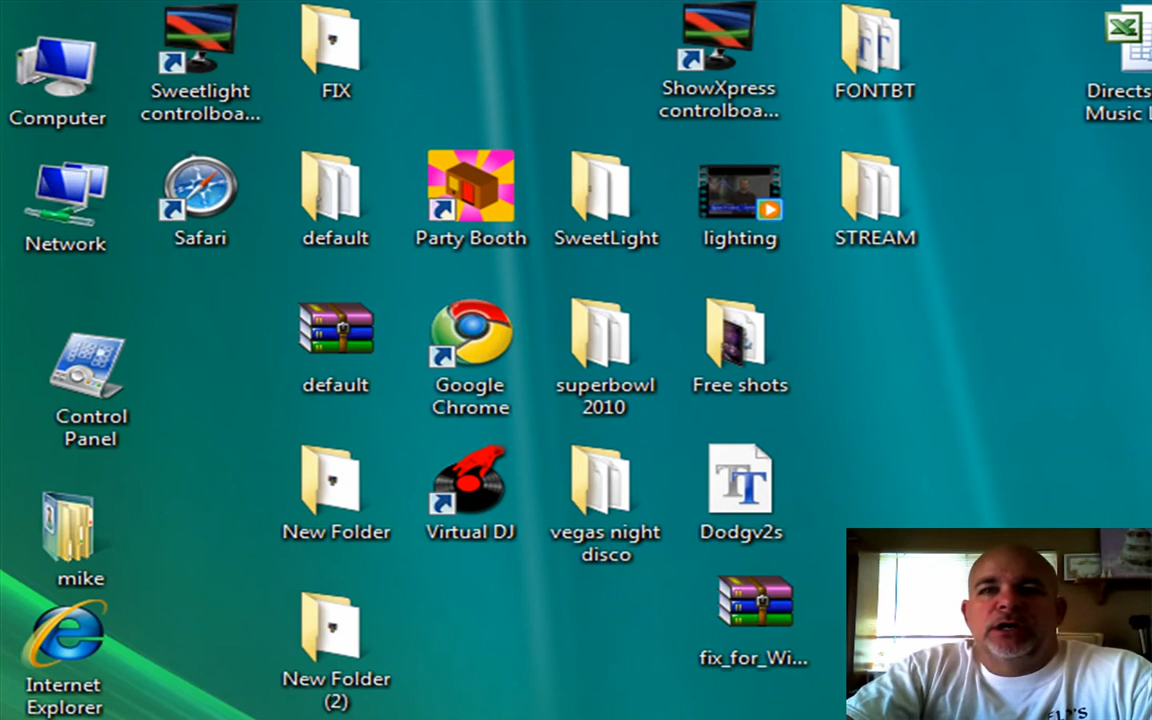 Computer
Sweetlight
controlboa...
FIX
ShowXpress
controlboa...
FONTBT
Directs
Music
Network
Safari
default
Party Booth
SweetLight
lighting
STREAM
Control
Panel
default
Google
Chrome
superbowl
2010
Free shots
mike
New Folder
Virtual DJ
vegas night
disco
Dodgv2s
Internet
Explorer
New Folder
(2)
fix_for_Wi...